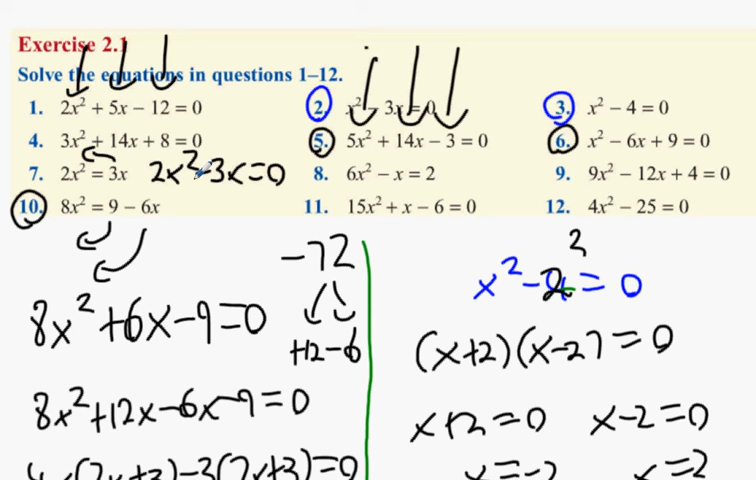 Exercise 2.1
Solve the equations in questions 1–12.
1. 2x² + 5x − 12 = 0
2. x² − 3x = 0
3. x² − 4 = 0
4. 3x² + 14x + 8 = 0
5. 5x² + 14x − 3 = 0
6. x² − 6x + 9 = 0
7. 2x² = 3x 2x²-3x=0
8. 6x² − x = 2
9. 9x² − 12x + 4 = 0
10. 8x² = 9 − 6x
11. 15x² + x − 6 = 0
12. 4x² − 25 = 0
-72
+12-6
8x²+6x-9=0
8x²+12x-6x-9=0
x²-2²=0
(x+2)(x-2)=0
x+2=0 x-2=0
x=-2 x=2